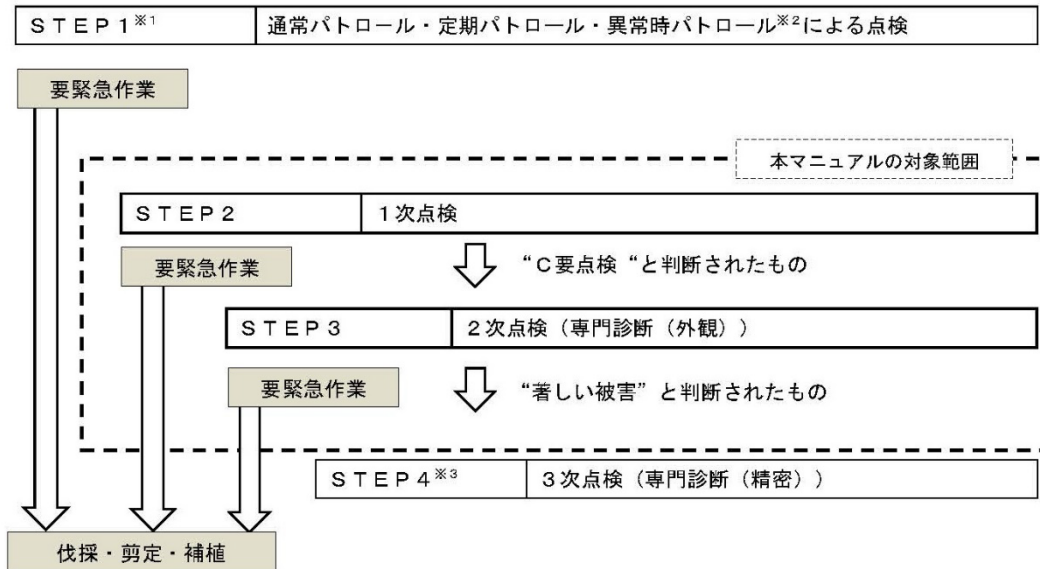 STEP1※1 通常パトロール・定期パトロール・異常時パトロール※2による点検
要緊急作業
本マニュアルの対象範囲
STEP2 1次点検
要緊急作業
“C要点検“と判断されたもの
STEP3 2次点検(専門診断(外観))
要緊急作業
“著しい被害”と判断されたもの
STEP4※3 3次点検(専門診断(精密))
伐採・剪定・補植